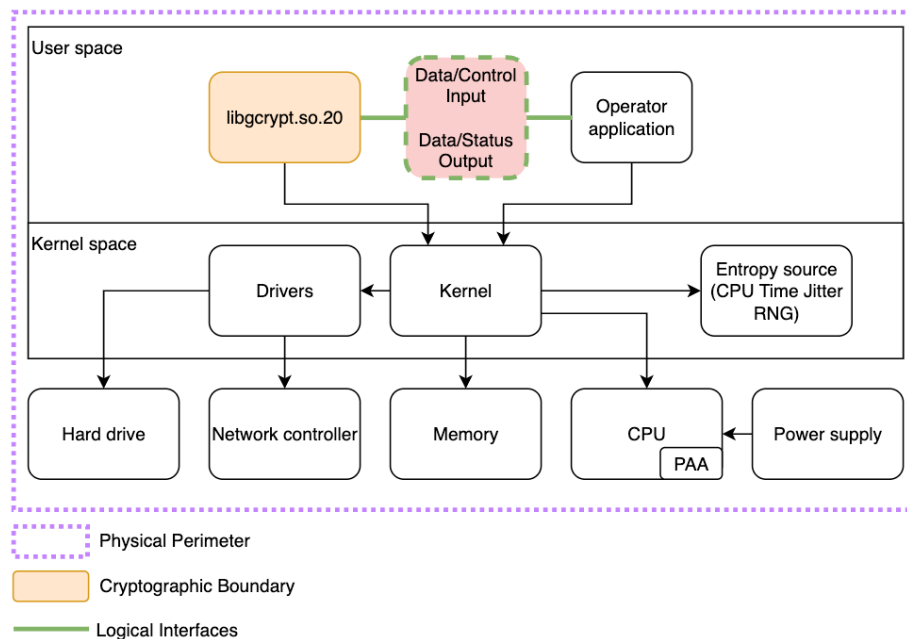 User space
libgcrypt.so.20
Data/Control
Input
Data/Status
Output
Operator
application
Kernel space
Drivers
Kernel
Entropy source
(CPU Time Jitter
RNG)
Hard drive
Network controller
Memory
CPU
PAA
Power supply
Physical Perimeter
Cryptographic Boundary
Logical Interfaces